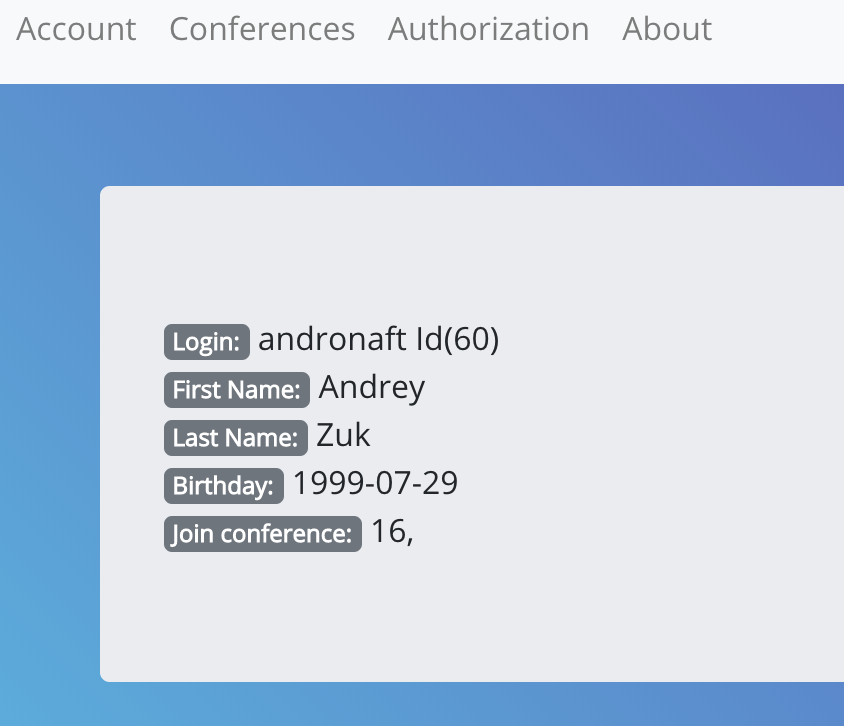 Account Conferences Authorization About
Login: andronaft Id(60)
First Name: Andrey
Last Name: Zuk
Birthday: 1999-07-29
Join conference: 16,